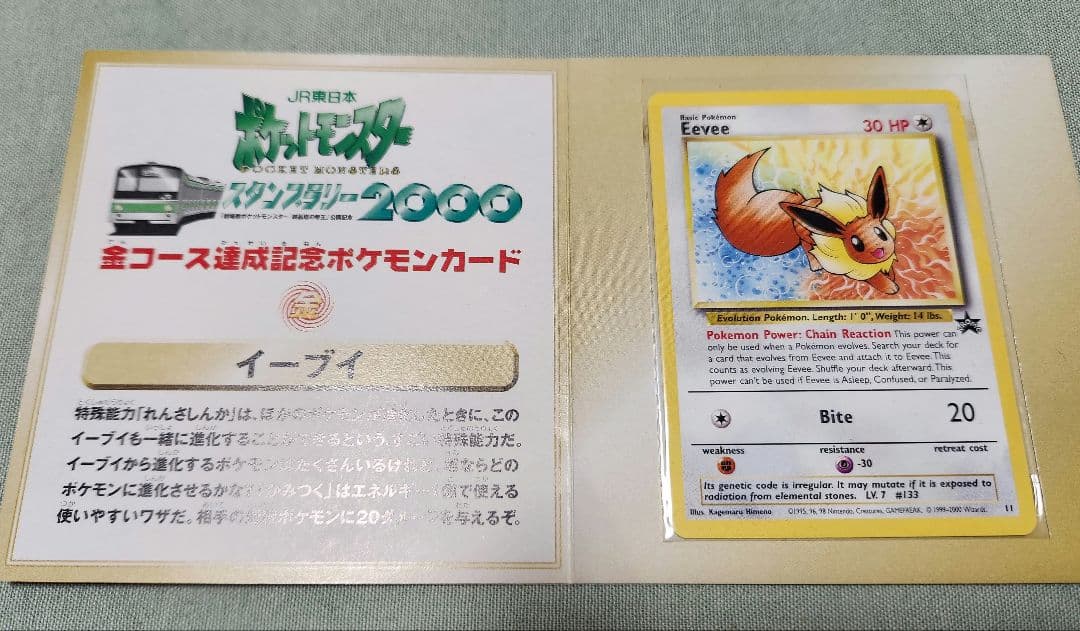 JR東日本
ポケットモンスター
POCKET MONSTERS
スタンプラリー2000
「劇場版ポケットモンスター 結晶塔の帝王」公開記念
金コース達成記念ポケモンカード
金
イーブイ
特殊能力「れんさしんか」は、ほかのポケモンが進化したときに、この
イーブイも一緒に進化することができるという、すごい特殊能力だ。
イーブイから進化するポケモンはたくさんいるけれど、君ならどの
ポケモンに進化させるかな?「かみつく」はエネルギー1個で使える
使いやすいワザだ。相手のポケモンに20ダメージを与えるぞ。
Basic Pokémon
Eevee 30 HP
Evolution Pokémon. Length: 1' 0", Weight: 14 lbs.
Pokemon Power: Chain Reaction This power can
only be used when a Pokémon evolves. Search your deck for
a card that evolves from Eevee and attach it to Eevee. This
counts as evolving Eevee. Shuffle your deck afterward. This
power can't be used if Eevee is Asleep, Confused, or Paralyzed.
Bite 20
weakness resistance retreat cost
-30
Its genetic code is irregular. It may mutate if it is exposed to
radiation from elemental stones. LV. 7 #133
Illus. Kagemaru Himeno ©1995, 96, 98 Nintendo, Creatures, GAMEFREAK. ©1999-2000 Wizards. 11